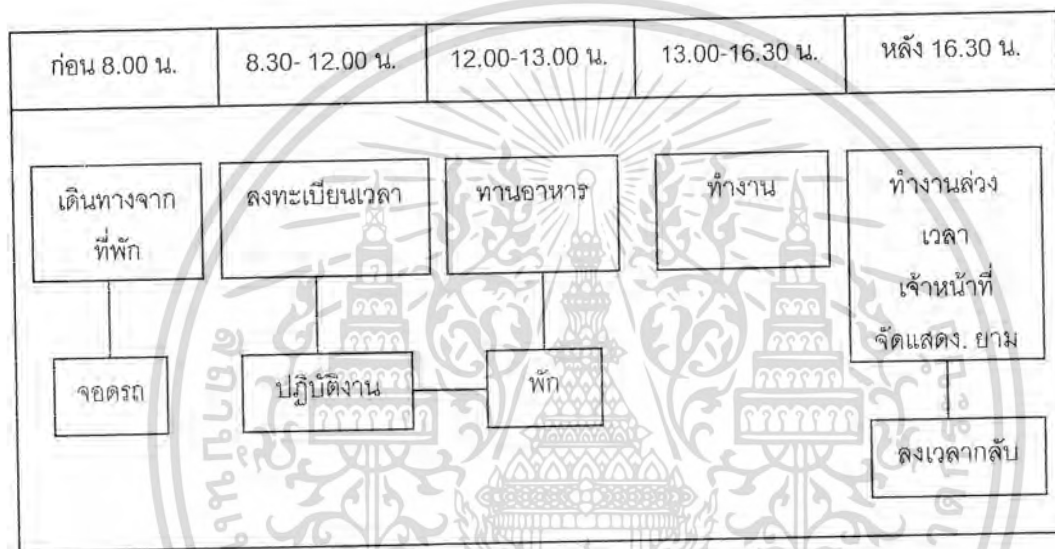 ก่อน 8.00 น.
8.30- 12.00 น.
12.00-13.00 น.
13.00-16.30 น.
หลัง 16.30 น.
เดินทางจาก
ที่พัก
ลงทะเบียนเวลา
ทานอาหาร
ทำงาน
ทำงานล่วง
เวลา
เจ้าหน้าที่
จัดแสดง. ยาม
จอดรถ
ปฏิบัติงาน
พัก
ลงเวลากลับ